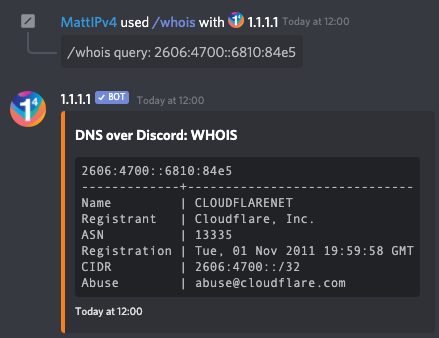 MattIPv4 used /whois with 1.1.1.1 Today at 12:00
/whois query: 2606:4700::6810:84e5
1.1.1.1 ✓ BOT Today at 12:00
DNS over Discord: WHOIS
2606:4700::6810:84e5
-------------+-----------------------------
Name | CLOUDFLARENET
Registrant | Cloudflare, Inc.
ASN | 13335
Registration | Tue, 01 Nov 2011 19:59:58 GMT
CIDR | 2606:4700::/32
Abuse | abuse@cloudflare.com
Today at 12:00